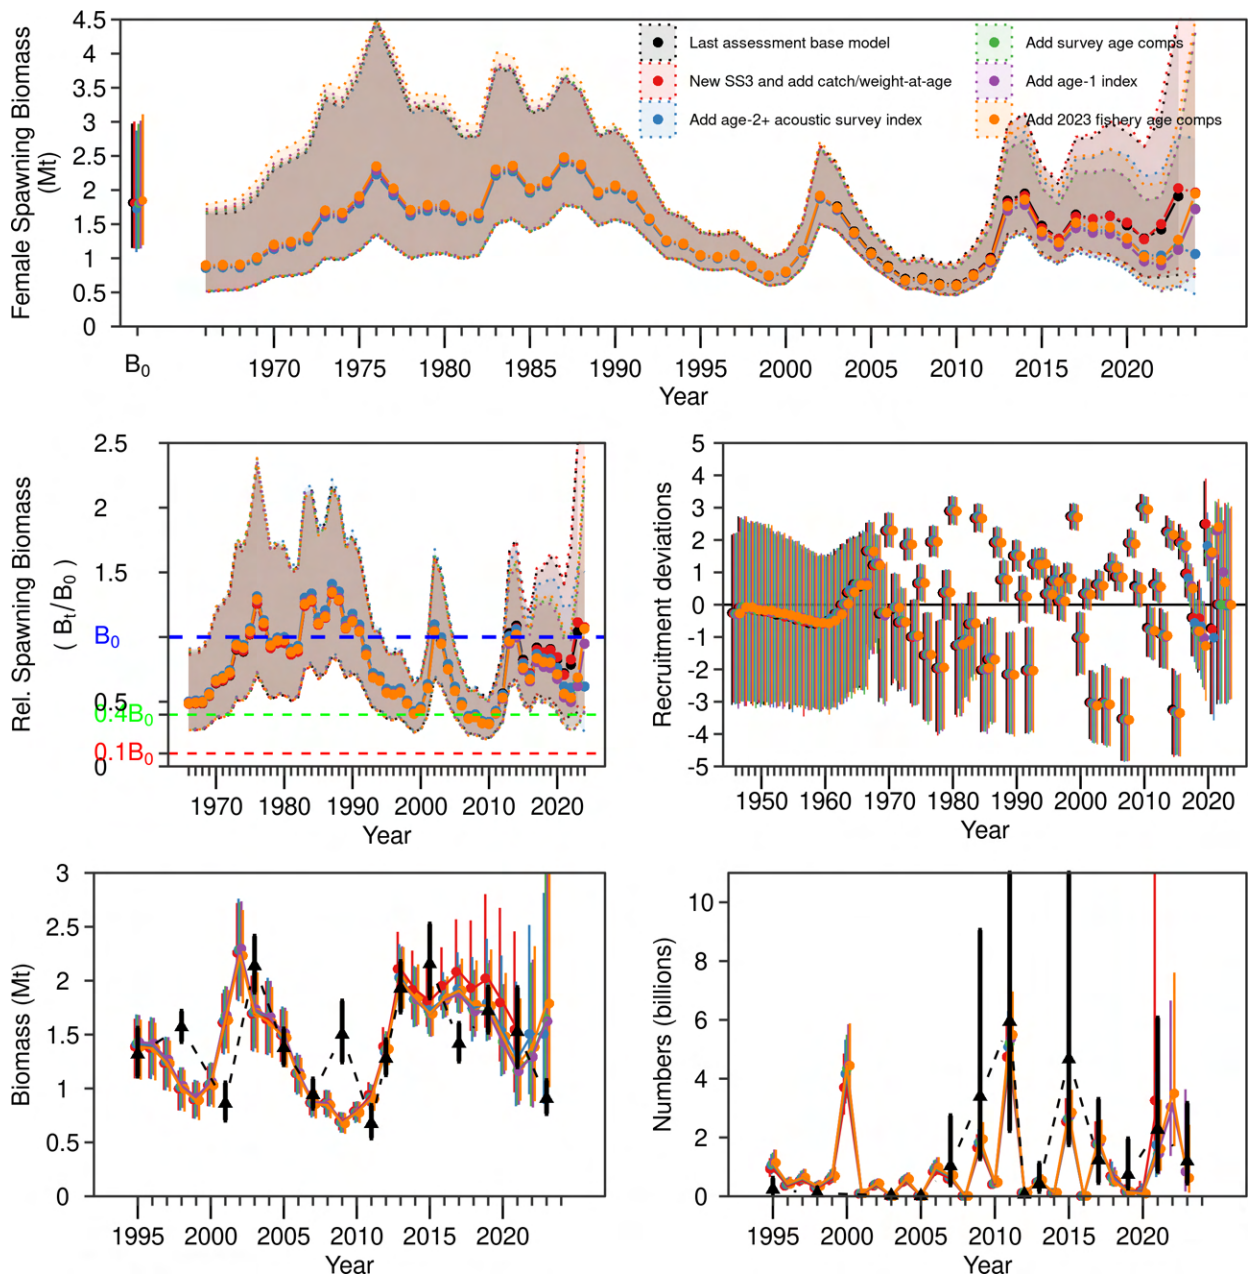 Female Spawning Biomass
(Mt)
4.5
4
3.5
3
2.5
2
1.5
1
0.5
0
Last assessment base model
New SS3 and add catch/weight-at-age
Add age-2+ acoustic survey index
Add survey age comps
Add age-1 index
Add 2023 fishery age comps
B₀ 1970 1975 1980 1985 1990 1995 2000 2005 2010 2015 2020
Year
Rel. Spawning Biomass
( Bₜ/B₀ )
2.5
2
1.5
B₀
0.5
0.4B₀
0.1B₀
0
1970 1980 1990 2000 2010 2020
Year
Recruitment deviations
5
4
3
2
1
0
-1
-2
-3
-4
-5
1950 1960 1970 1980 1990 2000 2010 2020
Year
Biomass (Mt)
3
2.5
2
1.5
1
0.5
0
1995 2000 2005 2010 2015 2020
Year
Numbers (billions)
10
8
6
4
2
0
1995 2000 2005 2010 2015 2020
Year